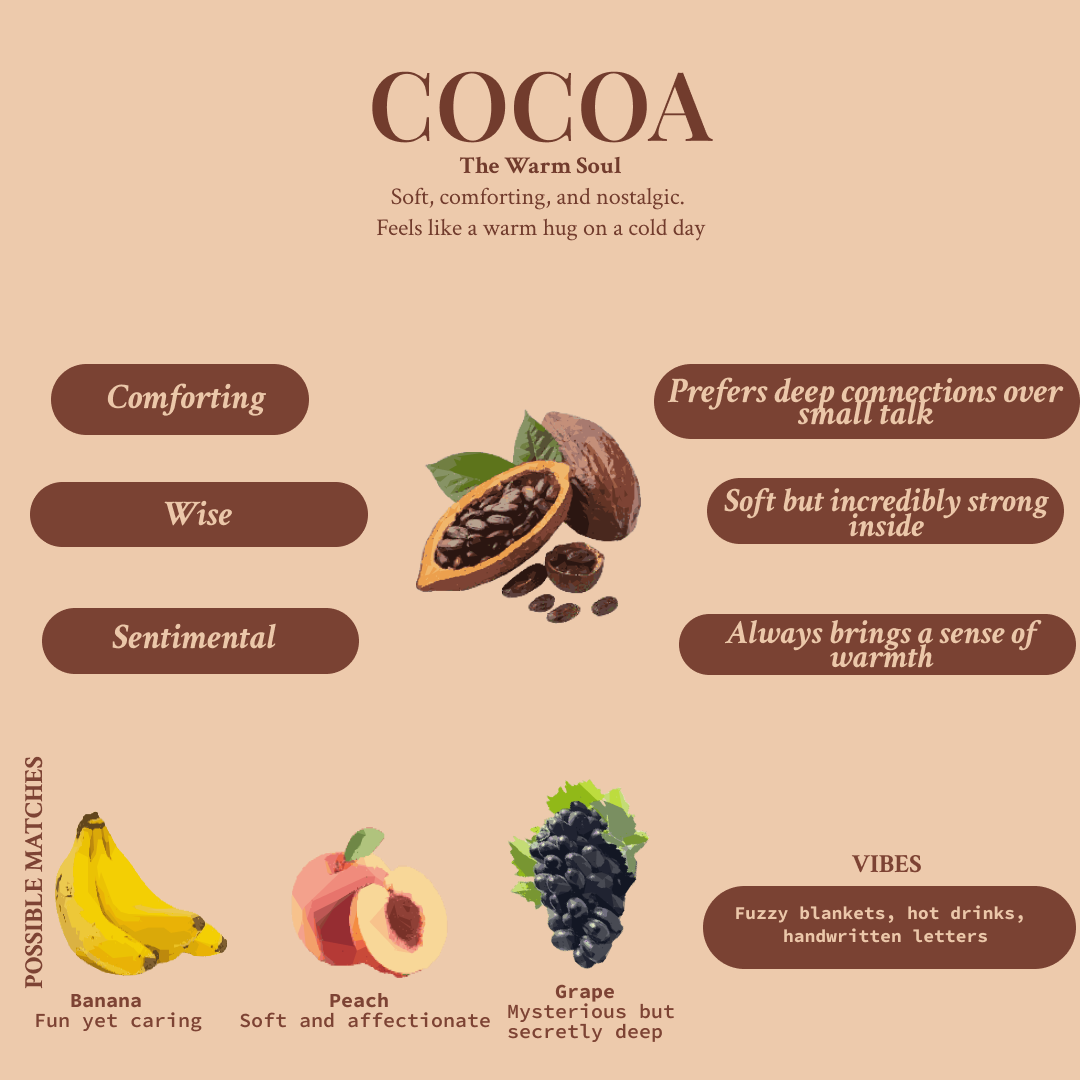 COCOA
The Warm Soul
Soft, comforting, and nostalgic.
Feels like a warm hug on a cold day
Comforting
Wise
Sentimental
Prefers deep connections over
small talk
Soft but incredibly strong
inside
Always brings a sense of
warmth
POSSIBLE MATCHES
Banana
Fun yet caring
Peach
Soft and affectionate
Grape
Mysterious but
secretly deep
VIBES
Fuzzy blankets, hot drinks,
handwritten letters